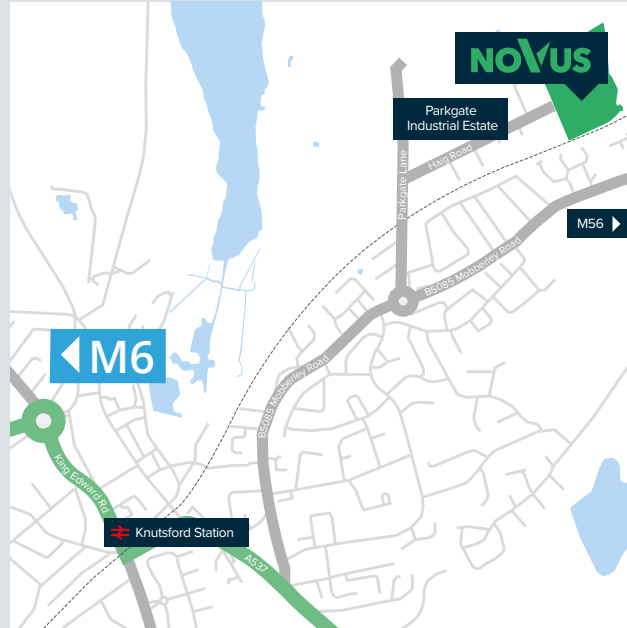 NOVUS
Parkgate
Industrial Estate
Haig Road
Parkgate Lane
M56
B5085 Mobberley Road
M6
B5085 Mobberley Road
King Edward Rd
Knutsford Station
A537